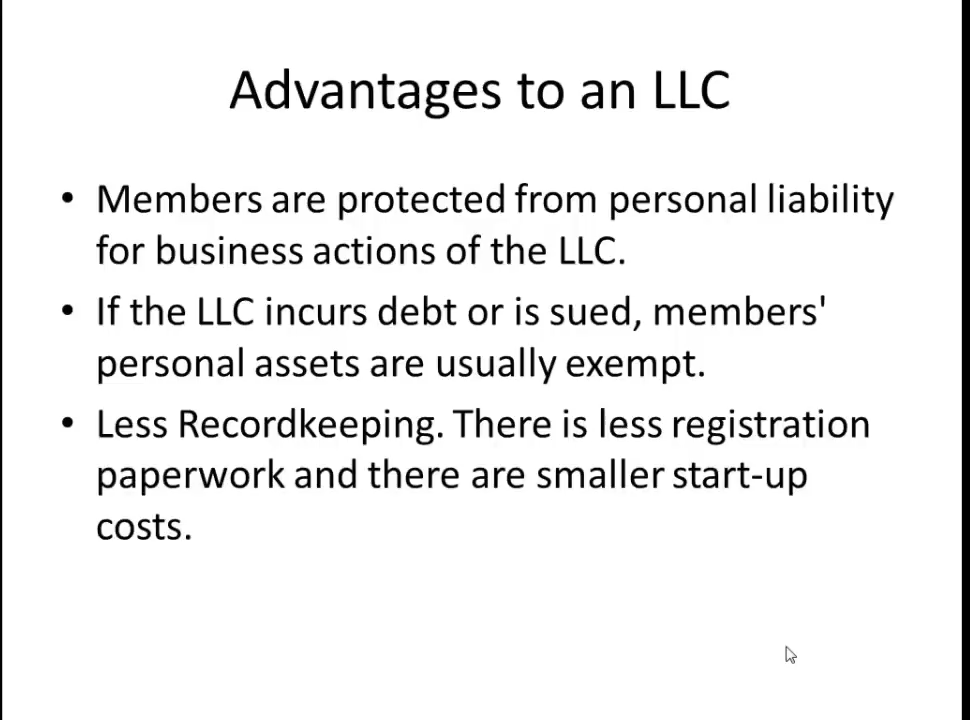 Advantages to an LLC
• Members are protected from personal liability
for business actions of the LLC.
• If the LLC incurs debt or is sued, members'
personal assets are usually exempt.
• Less Recordkeeping. There is less registration
paperwork and there are smaller start-up
costs.